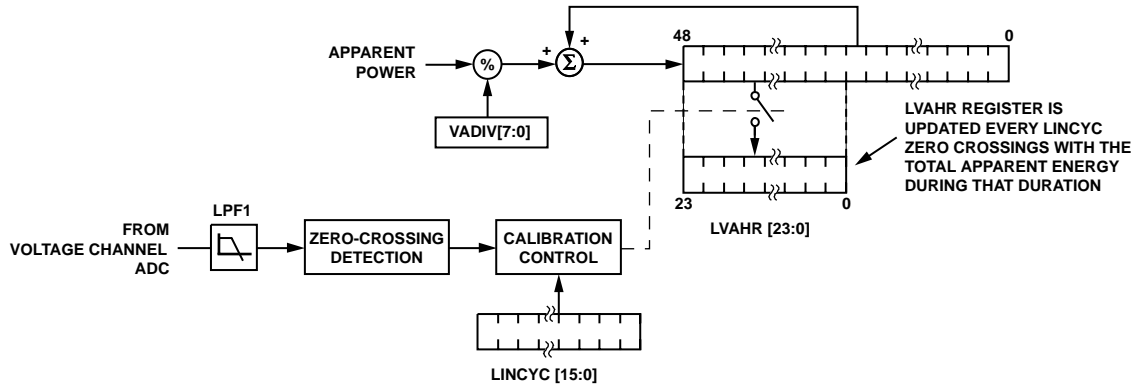 48
0
APPARENT
POWER
%
+
+
Σ
VADIV[7:0]
LVAHR REGISTER IS
UPDATED EVERY LINCYC
ZERO CROSSINGS WITH THE
TOTAL APPARENT ENERGY
DURING THAT DURATION
23
0
LVAHR [23:0]
FROM
VOLTAGE CHANNEL
ADC
LPF1
ZERO-CROSSING
DETECTION
CALIBRATION
CONTROL
LINCYC [15:0]